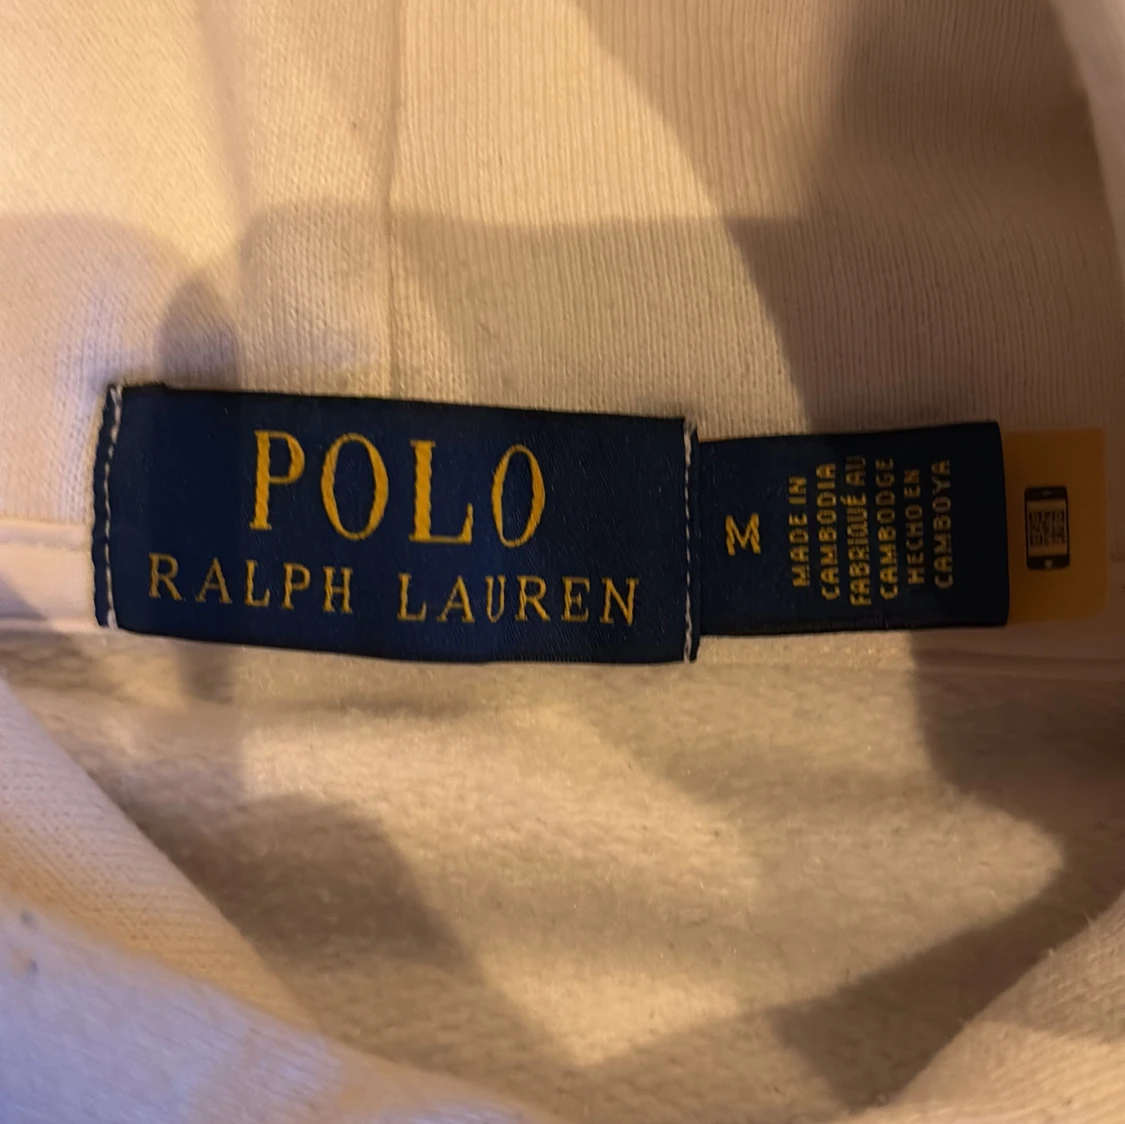 POLO
RALPH LAUREN
M
MADE IN
CAMBODIA
FABRIQUÉ AU
CAMBODGE
HECHO EN
CAMBOYA